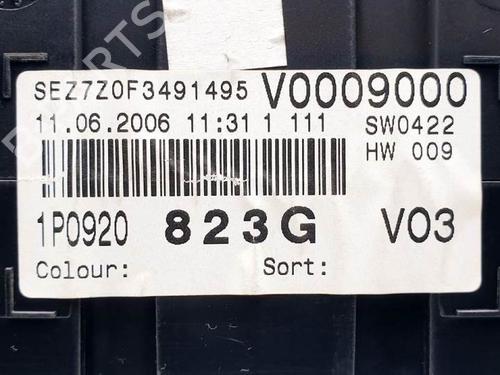 SEZ7Z0F3491495 V0009000
11.06.2006 11:31 1 111 SW0422
HW 009
1P0920 823G V03
Colour: Sort: